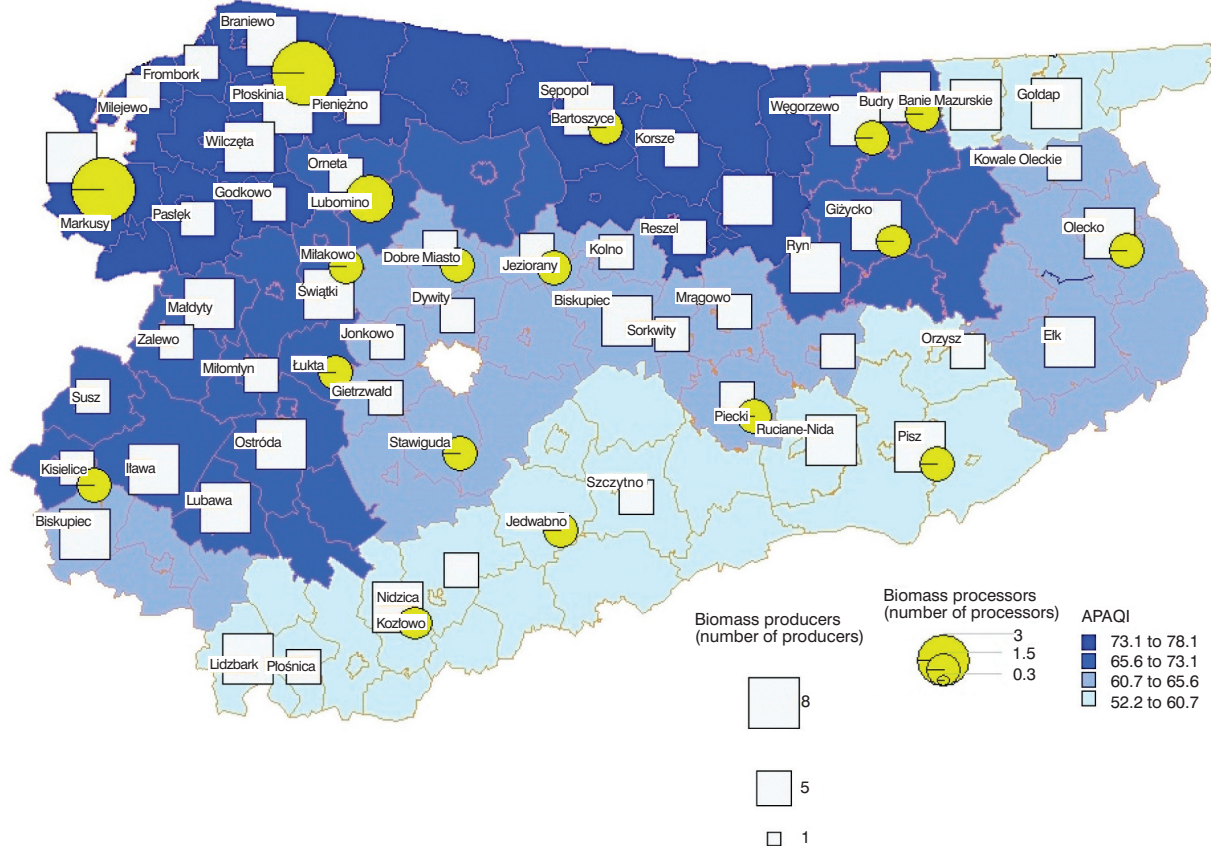 Braniewo
Frombork
Milejewo
Płoskinia
Pieniężno
Wilczęta
Orneta
Godkowo
Lubomino
Markusy
Pasłęk
Sępopol
Bartoszyce
Korsze
Węgorzewo
Budry
Banie Mazurskie
Gołdap
Kowale Oleckie
Olecko
Giżycko
Reszel
Ryn
Miłakowo
Świątki
Dobre Miasto
Jeziorany
Kolno
Małdyty
Zalewo
Dywity
Biskupiec
Mrągowo
Sorkwity
Jonkowo
Orzysz
Ełk
Miłomłyn
Łukta
Gietrzwałd
Susz
Piecki
Ruciane-Nida
Pisz
Ostróda
Stawiguda
Kisielice
Iława
Lubawa
Szczytno
Biskupiec
Jedwabno
Nidzica
Kozłowo
Lidzbark
Płośnica
Biomass producers
(number of producers)
8
5
1
Biomass processors
(number of processors)
3
1.5
0.3
APAQI
73.1 to 78.1
65.6 to 73.1
60.7 to 65.6
52.2 to 60.7